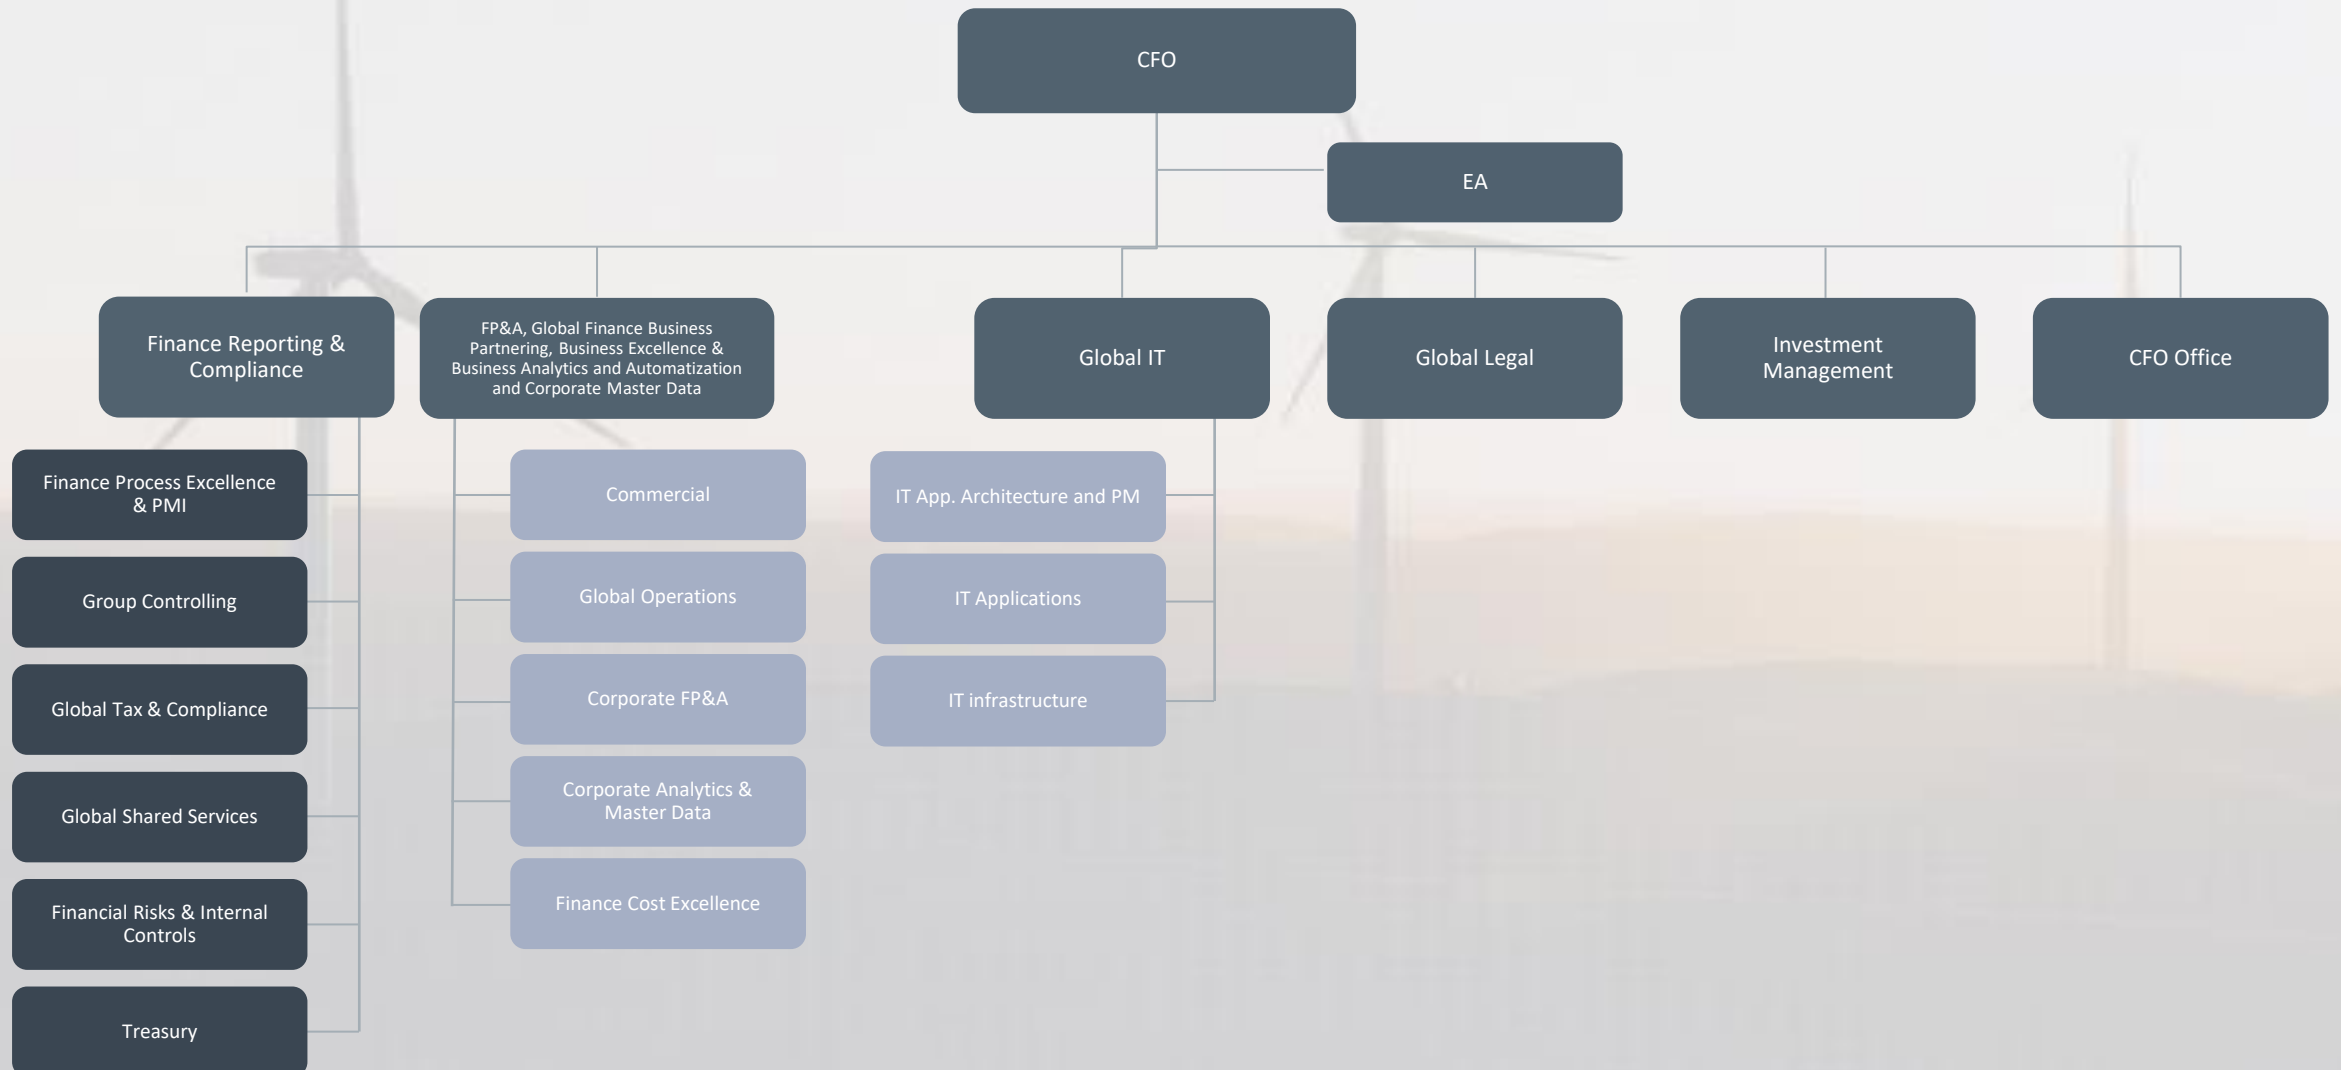 CFO
EA
Finance Reporting &
Compliance
FP&A, Global Finance Business
Partnering, Business Excellence &
Business Analytics and Automatization
and Corporate Master Data
Global IT
Global Legal
Investment
Management
CFO Office
Finance Process Excellence
& PMI
Group Controlling
Global Tax & Compliance
Global Shared Services
Financial Risks & Internal
Controls
Treasury
Commercial
Global Operations
Corporate FP&A
Corporate Analytics &
Master Data
Finance Cost Excellence
IT App. Architecture and PM
IT Applications
IT infrastructure